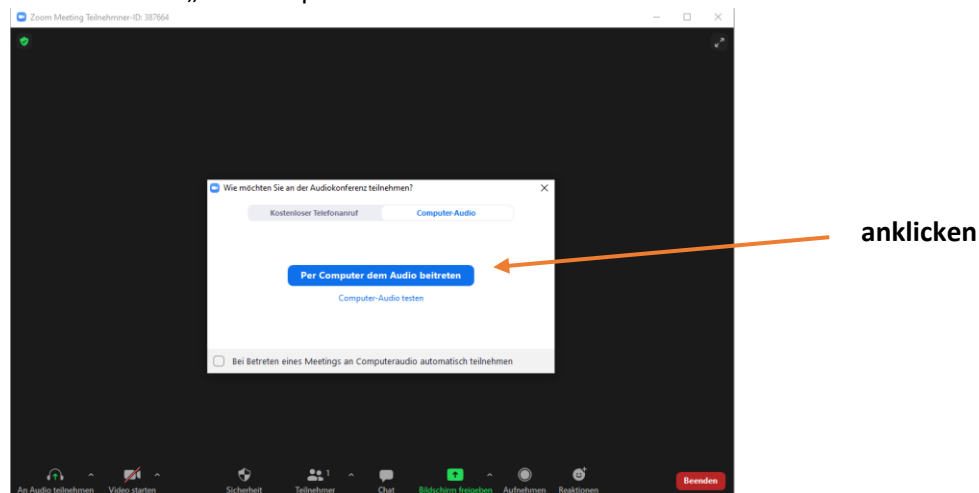 Zoom Meeting Teilnehmner-ID: 387664
Wie möchten Sie an der Audiokonferenz teilnehmen?
Kostenloser Telefonanruf Computer-Audio
anklicken
Per Computer dem Audio beitreten
Computer-Audio testen
Bei Betreten eines Meetings an Computeraudio automatisch teilnehmen
1
An Audio teilnehmen Video starten Sicherheit Teilnehmer Chat Bildschirm freigeben Aufnehmen Reaktionen Beenden